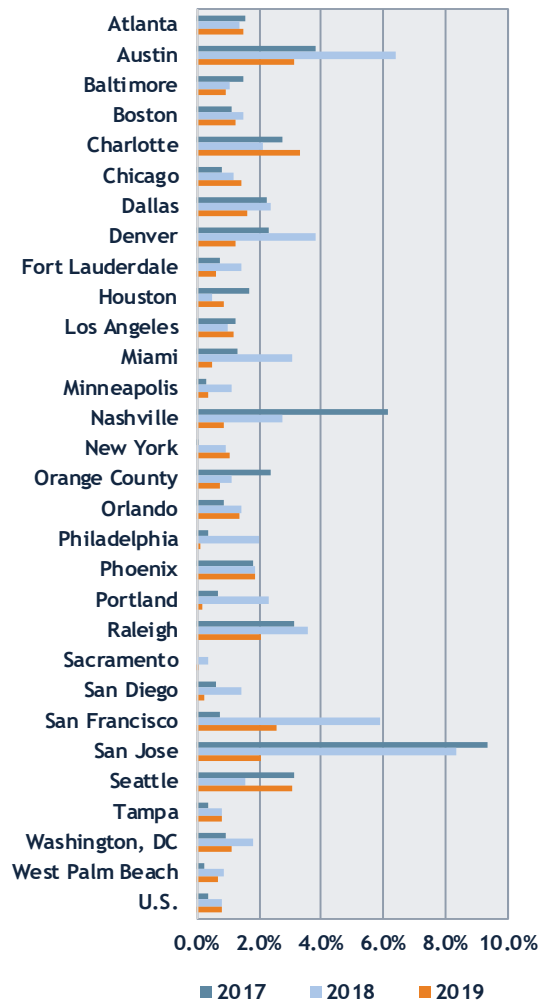 Atlanta
Austin
Baltimore
Boston
Charlotte
Chicago
Dallas
Denver
Fort Lauderdale
Houston
Los Angeles
Miami
Minneapolis
Nashville
New York
Orange County
Orlando
Philadelphia
Phoenix
Portland
Raleigh
Sacramento
San Diego
San Francisco
San Jose
Seattle
Tampa
Washington, DC
West Palm Beach
U.S.
0.0% 2.0% 4.0% 6.0% 8.0% 10.0%
2017 2018 2019